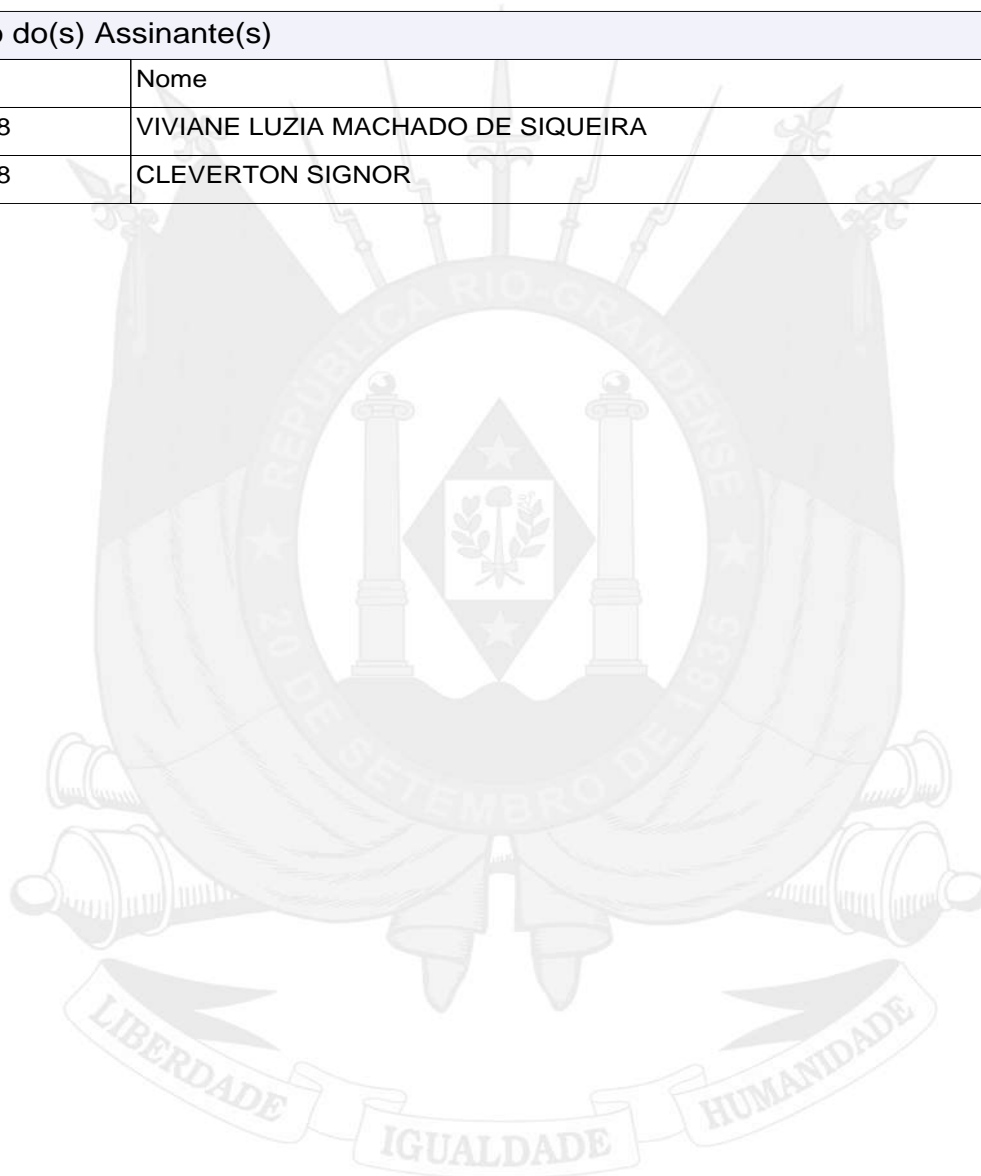 do(s) Assinante(s)
Nome
8 VIVIANE LUZIA MACHADO DE SIQUEIRA
8 CLEVERTON SIGNOR
REPÚBLICA RIO-GRANDENSE
20 DE SETEMBRO DE 1835
LIBERDADE IGUALDADE HUMANIDADE